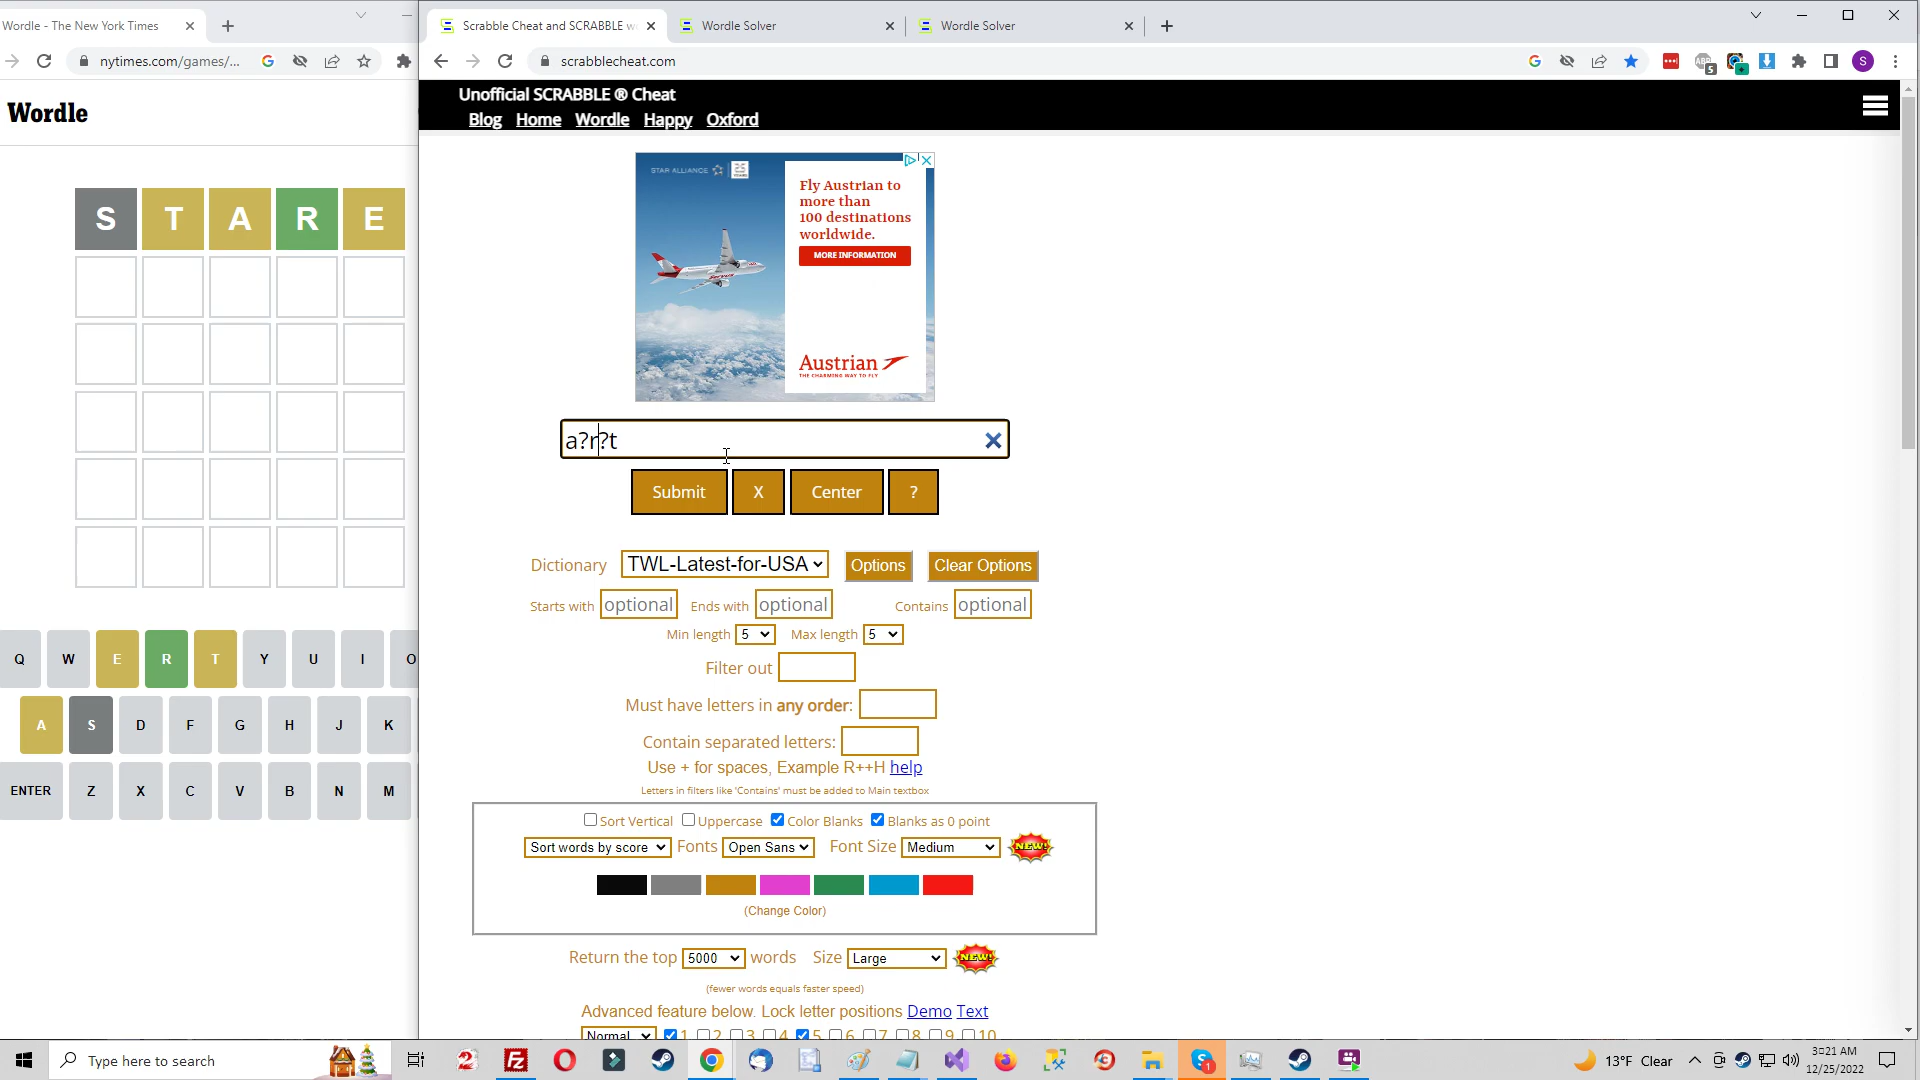 Wordle - The New York Times
Scrabble Cheat and SCRABBLE w
Wordle Solver
Wordle Solver
nytimes.com/games/...
scrabblecheat.com
Wordle
Unofficial SCRABBLE ® Cheat
Blog Home Wordle Happy Oxford
STAR ALLIANCE
Fly Austrian to
more than
100 destinations
worldwide.
MORE INFORMATION
Austrian
THE CHARMING WAY TO FLY
S T A R E
a?r?t
Submit X Center ?
Dictionary TWL-Latest-for-USA Options Clear Options
Starts with optional Ends with optional Contains optional
Min length 5 Max length 5
Filter out
Must have letters in any order:
Contain separated letters:
Use + for spaces, Example R++H help
Letters in filters like 'Contains' must be added to Main textbox
Sort Vertical Uppercase Color Blanks Blanks as 0 point
Sort words by score Fonts Open Sans Font Size Medium NEW!
(Change Color)
Return the top 5000 words Size Large NEW!
(fewer words equals faster speed)
Advanced feature below. Lock letter positions Demo Text
Normal 1 2 3 4 5 6 7 8 9 10
Q W E R T Y U I O
A S D F G H J K
ENTER Z X C V B N M
Type here to search
13°F Clear
3:21 AM
12/25/2022